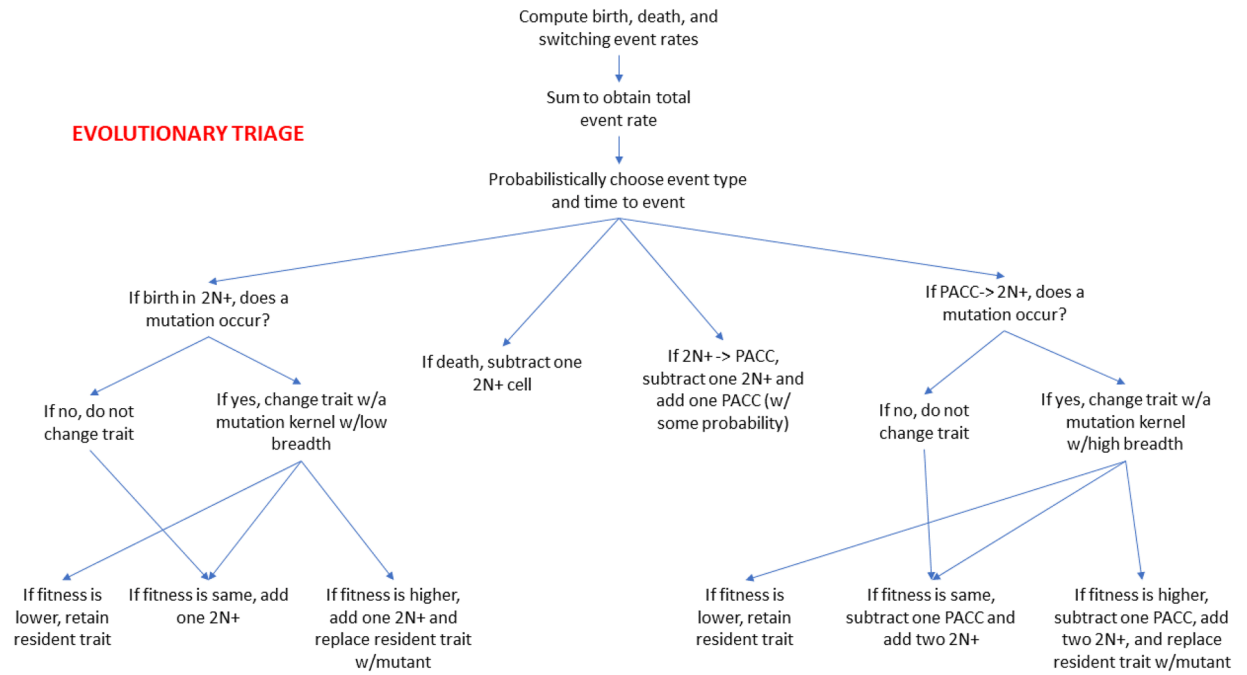 Compute birth, death, and
switching event rates
Sum to obtain total
event rate
EVOLUTIONARY TRIAGE
Probabilistically choose event type
and time to event
If birth in 2N+, does a
mutation occur?
If death, subtract one
2N+ cell
If 2N+ -> PACC,
subtract one 2N+ and
add one PACC (w/
some probability)
If PACC-> 2N+, does a
mutation occur?
If no, do not
change trait
If yes, change trait w/a
mutation kernel w/low
breadth
If no, do not
change trait
If yes, change trait w/a
mutation kernel
w/high breadth
If fitness is
lower, retain
resident trait
If fitness is same, add
one 2N+
If fitness is higher,
add one 2N+ and
replace resident trait
w/mutant
If fitness is
lower, retain
resident trait
If fitness is same,
subtract one PACC and
add two 2N+
If fitness is higher,
subtract one PACC, add
two 2N+, and replace
resident trait w/mutant